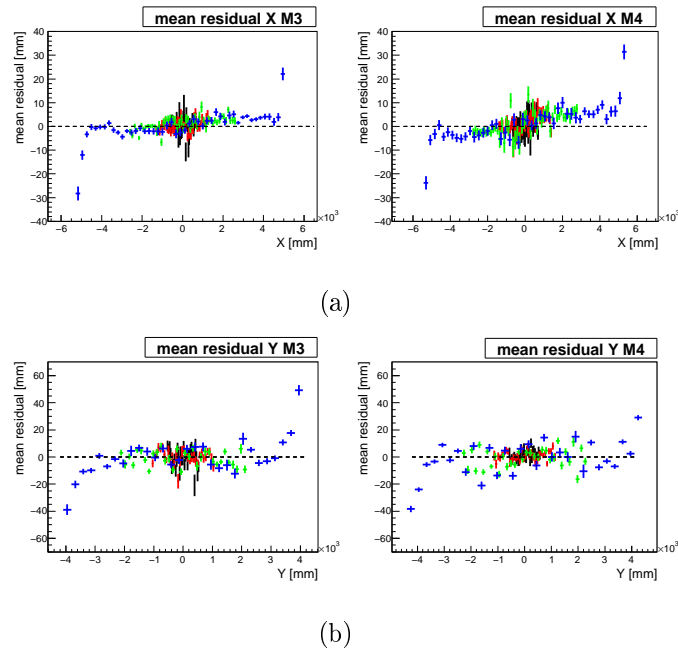 mean residual X M3
mean residual [mm]
40
30
20
10
0
−10
−20
−30
−40
−6 −4 −2 0 2 4 6
×10³
X [mm]
mean residual X M4
mean residual [mm]
40
30
20
10
0
−10
−20
−30
−40
−6 −4 −2 0 2 4 6
×10³
X [mm]
(a)
mean residual Y M3
mean residual [mm]
60
40
20
0
−20
−40
−60
−4 −3 −2 −1 0 1 2 3 4
×10³
Y [mm]
mean residual Y M4
mean residual [mm]
60
40
20
0
−20
−40
−60
−4 −3 −2 −1 0 1 2 3 4
×10³
Y [mm]
(b)